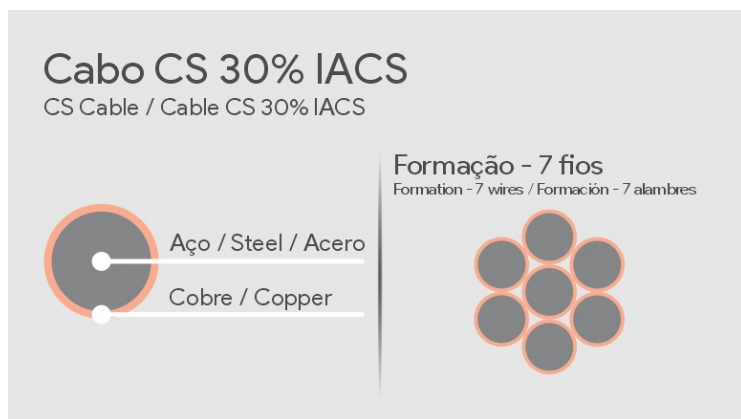 Cabo CS 30% IACS
CS Cable / Cable CS 30% IACS
Aço / Steel / Acero
Cobre / Copper
Formação - 7 fios
Formation - 7 wires / Formación - 7 alambres